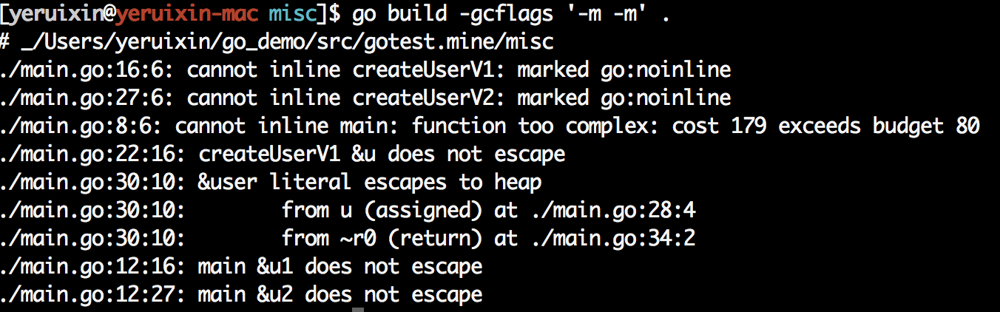 [yeruixin@yeruixin-mac misc]$ go build -gcflags '-m -m' .
# _/Users/yeruixin/go_demo/src/gotest.mine/misc
./main.go:16:6: cannot inline createUserV1: marked go:noinline
./main.go:27:6: cannot inline createUserV2: marked go:noinline
./main.go:8:6: cannot inline main: function too complex: cost 179 exceeds budget 80
./main.go:22:16: createUserV1 &u does not escape
./main.go:30:10: &user literal escapes to heap
./main.go:30:10:        from u (assigned) at ./main.go:28:4
./main.go:30:10:        from ~r0 (return) at ./main.go:34:2
./main.go:12:16: main &u1 does not escape
./main.go:12:27: main &u2 does not escape